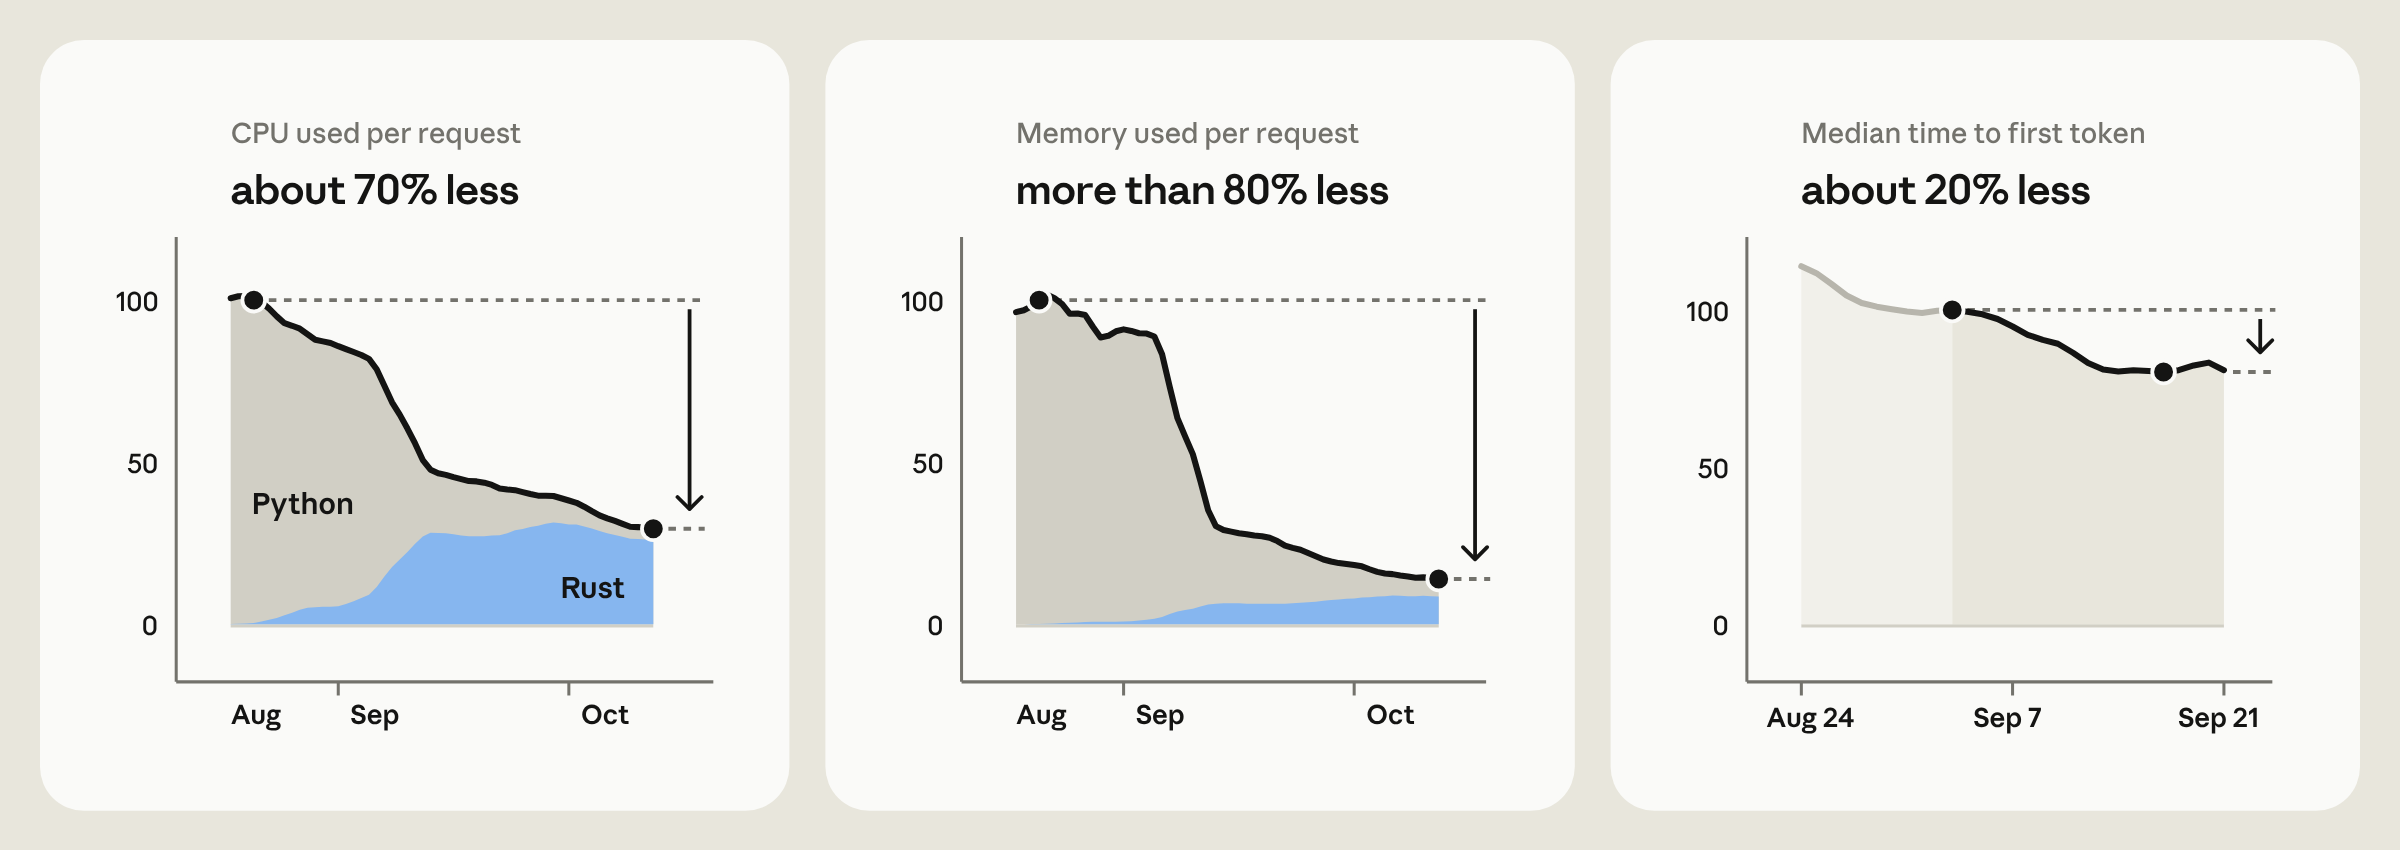 CPU used per request
about 70% less
100
50
0
Python
Rust
Aug
Sep
Oct
Memory used per request
more than 80% less
100
50
0
Aug
Sep
Oct
Median time to first token
about 20% less
100
50
0
Aug 24
Sep 7
Sep 21